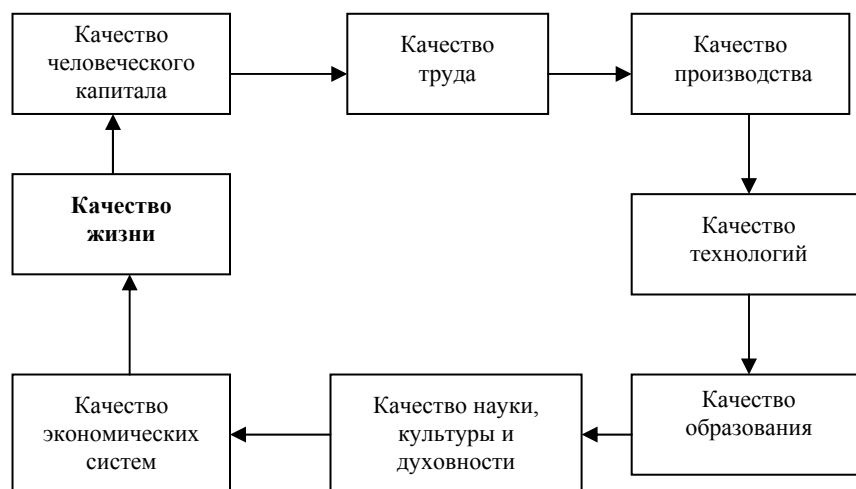 Качество
человеческого
капитала
Качество
труда
Качество
производства
Качество
жизни
Качество
технологий
Качество
экономических
систем
Качество науки,
культуры и
духовности
Качество
образования